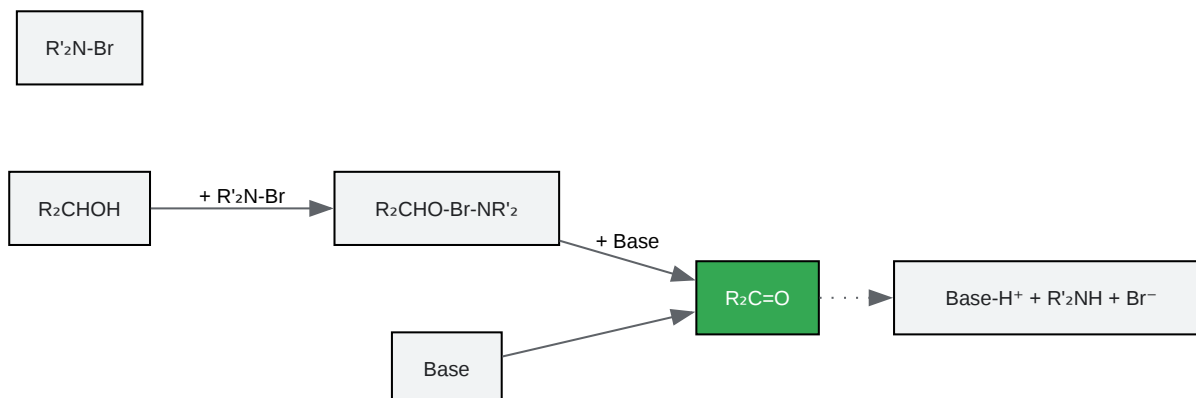 R'₂N-Br
R₂CHOH
+ R'₂N-Br
R₂CHO-Br-NR'₂
+ Base
R₂C=O
Base-H⁺ + R'₂NH + Br⁻
Base